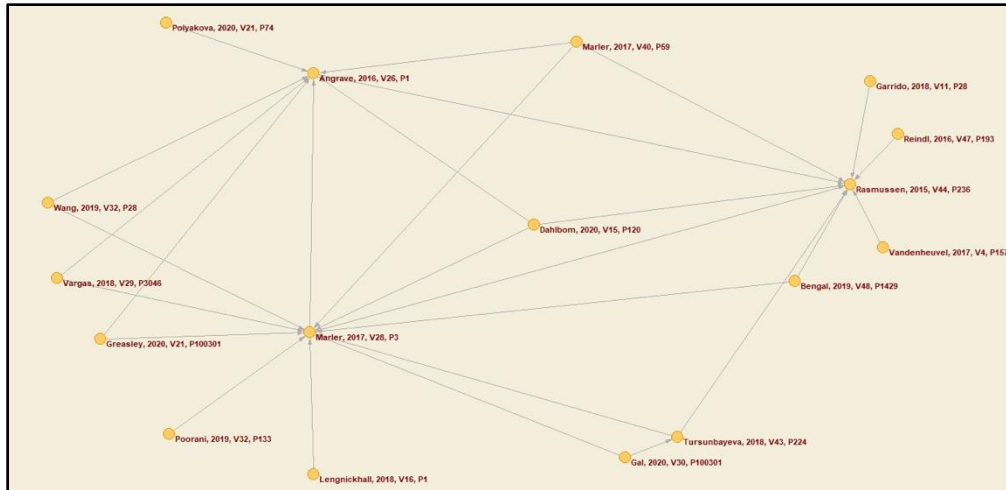 Polyakova, 2020, V21, P74
Marler, 2017, V40, P59
Angrave, 2016, V26, P1
Garrido, 2018, V11, P28
Reindl, 2016, V47, P193
Rasmussen, 2015, V44, P236
Wang, 2019, V32, P28
Dahlbom, 2020, V15, P120
Vandenheuvel, 2017, V4, P157
Vargas, 2018, V29, P3046
Bengal, 2019, V48, P1429
Marler, 2017, V28, P3
Greasley, 2020, V21, P100301
Poorani, 2019, V32, P133
Tursunbayeva, 2018, V43, P224
Gal, 2020, V30, P100301
Lengnickhall, 2018, V16, P1